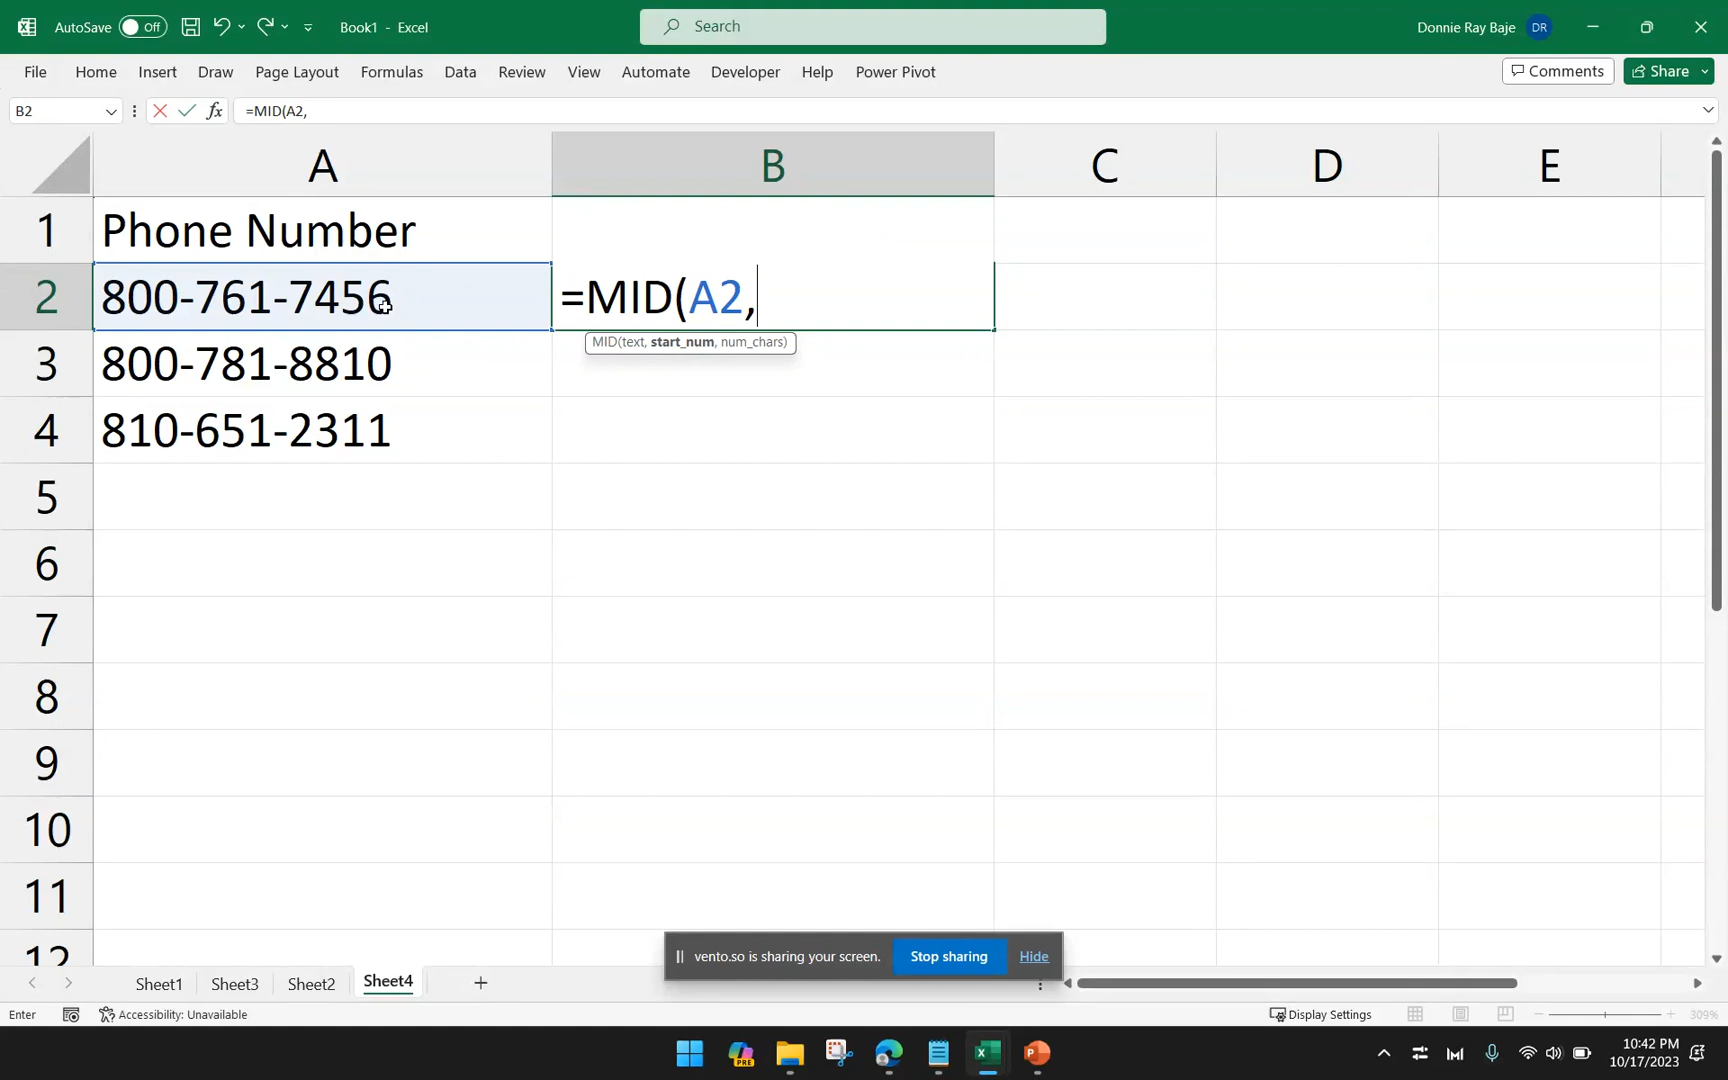 AutoSave Off Book1 - Excel Search Donnie Ray Baje DR
File Home Insert Draw Page Layout Formulas Data Review View Automate Developer Help Power Pivot Comments Share
B2 fx =MID(A2,
A B C D E
1 Phone Number
2 800-761-7456 =MID(A2,
MID(text, start_num, num_chars)
3 800-781-8810
4 810-651-2311
5
6
7
8
9
10
11
12
vento.so is sharing your screen. Stop sharing Hide
Sheet1 Sheet3 Sheet2 Sheet4 +
Enter Accessibility: Unavailable Display Settings 309%
PRE 10:42 PM
10/17/2023